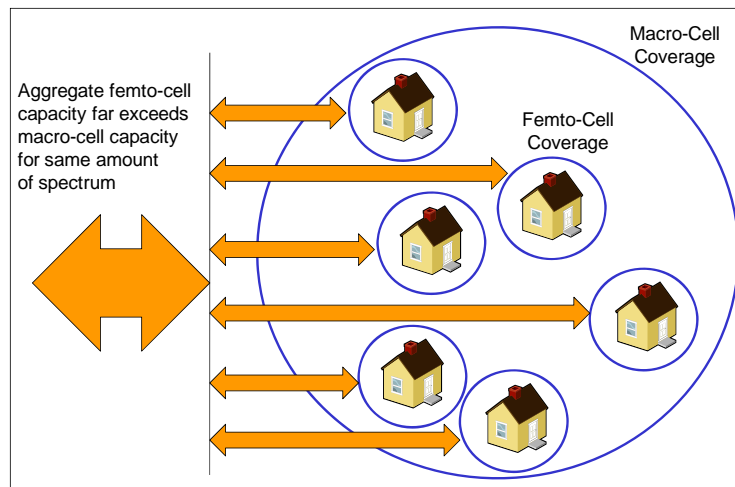 Macro-Cell
Coverage
Aggregate femto-cell
capacity far exceeds
macro-cell capacity
for same amount
of spectrum
Femto-Cell
Coverage